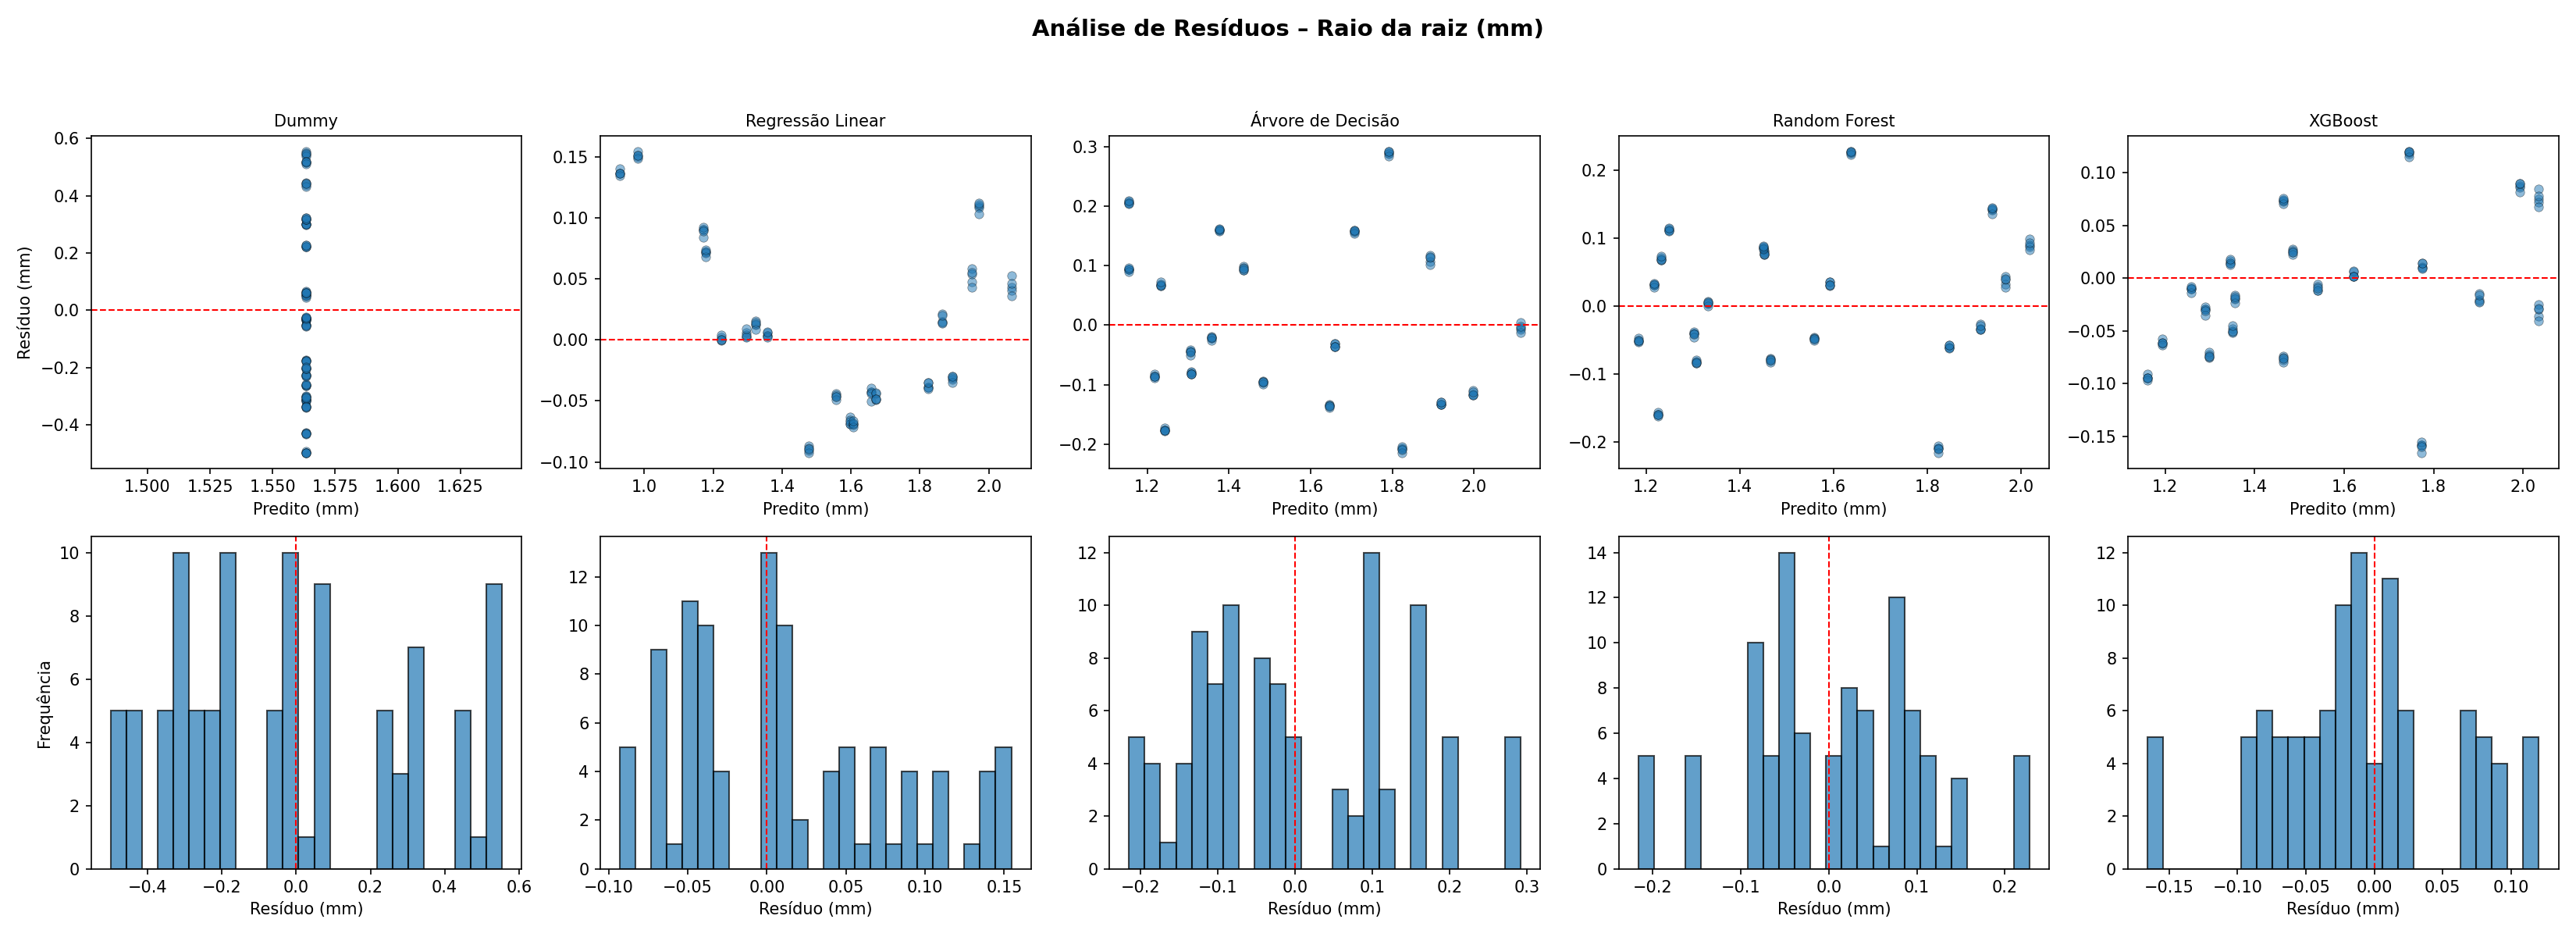 Análise de Resíduos – Raio da raiz (mm)
Dummy
Regressão Linear
Árvore de Decisão
Random Forest
XGBoost
Resíduo (mm)
0.6
0.4
0.2
0.0
−0.2
−0.4
1.500 1.525 1.550 1.575 1.600 1.625
Predito (mm)
0.15
0.10
0.05
0.00
−0.05
−0.10
1.0 1.2 1.4 1.6 1.8 2.0
Predito (mm)
0.3
0.2
0.1
0.0
−0.1
−0.2
1.2 1.4 1.6 1.8 2.0
Predito (mm)
0.2
0.1
0.0
−0.1
−0.2
1.2 1.4 1.6 1.8 2.0
Predito (mm)
0.10
0.05
0.00
−0.05
−0.10
−0.15
1.2 1.4 1.6 1.8 2.0
Predito (mm)
Frequência
10
8
6
4
2
0
−0.4 −0.2 0.0 0.2 0.4 0.6
Resíduo (mm)
12
10
8
6
4
2
0
−0.10 −0.05 0.00 0.05 0.10 0.15
Resíduo (mm)
12
10
8
6
4
2
0
−0.2 −0.1 0.0 0.1 0.2 0.3
Resíduo (mm)
14
12
10
8
6
4
2
0
−0.2 −0.1 0.0 0.1 0.2
Resíduo (mm)
12
10
8
6
4
2
0
−0.15 −0.10 −0.05 0.00 0.05 0.10
Resíduo (mm)